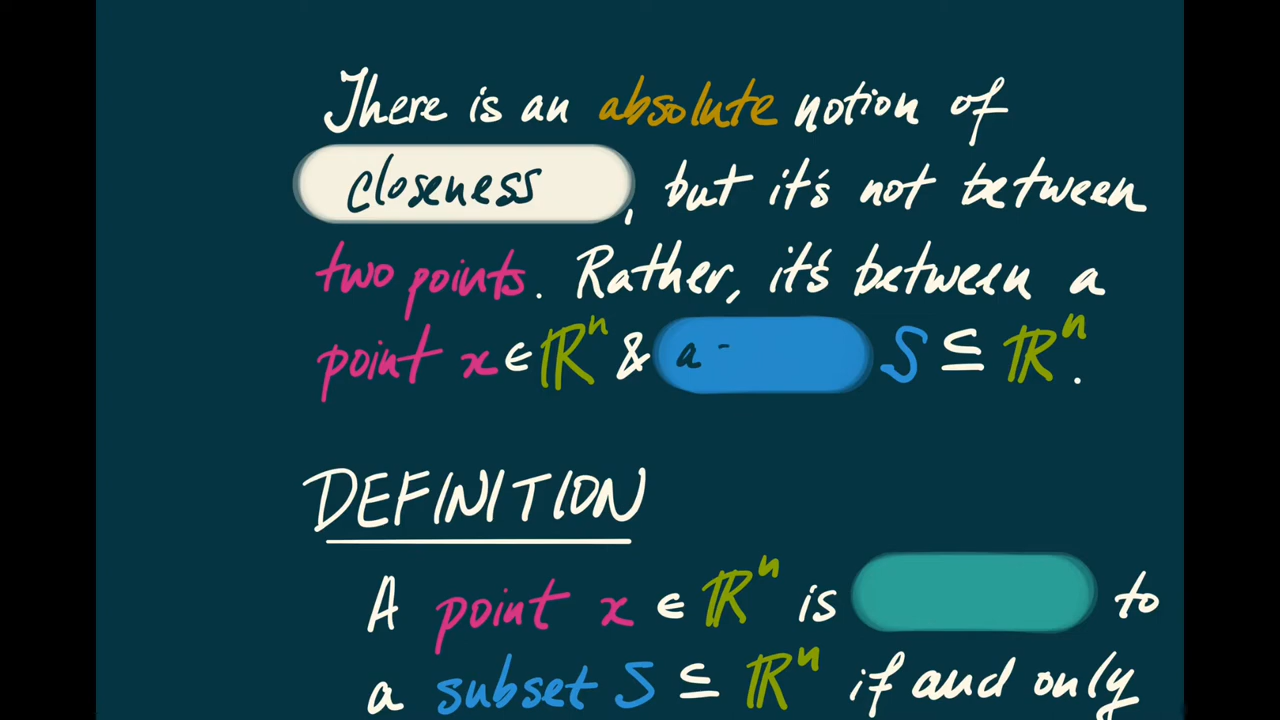 There is an absolute notion of
closeness, but it's not between
two points. Rather, it's between a
point x ∈ ℝⁿ & a S ⊆ ℝⁿ.
DEFINITION
A point x ∈ ℝⁿ is to
a subset S ⊆ ℝⁿ if and only